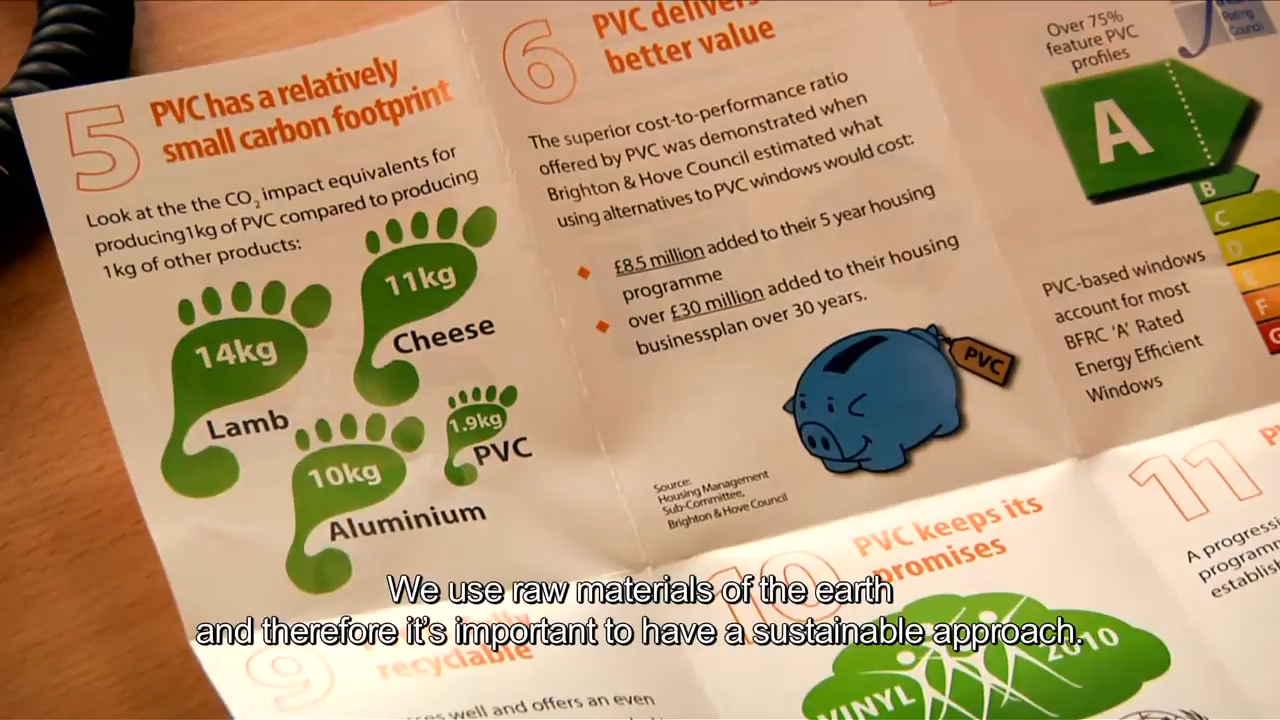 5
PVC has a relatively
small carbon footprint
Look at the the CO2 impact equivalents for
producing1kg of PVC compared to producing
1kg of other products:
11kg
Cheese
14kg
Lamb
1.9kg
PVC
10kg
Aluminium
6
PVC delivers
better value
The superior cost-to-performance ratio
offered by PVC was demonstrated when
Brighton & Hove Council estimated what
using alternatives to PVC windows would cost:
£8.5 million added to their 5 year housing
programme
over £30 million added to their housing
businessplan over 30 years.
PVC
Source:
Housing Management
Sub-Committee,
Brighton & Hove Council
Over 75%
feature PVC
profiles
Rating
Council
A
B
C
D
E
F
G
PVC-based windows
account for most
BFRC 'A' Rated
Energy Efficient
Windows
9
recyclable
well and offers an even
10
PVC keeps its
promises
VINYL
2010
11
A progressi
programm
establis
We use raw materials of the earth
and therefore it's important to have a sustainable approach.